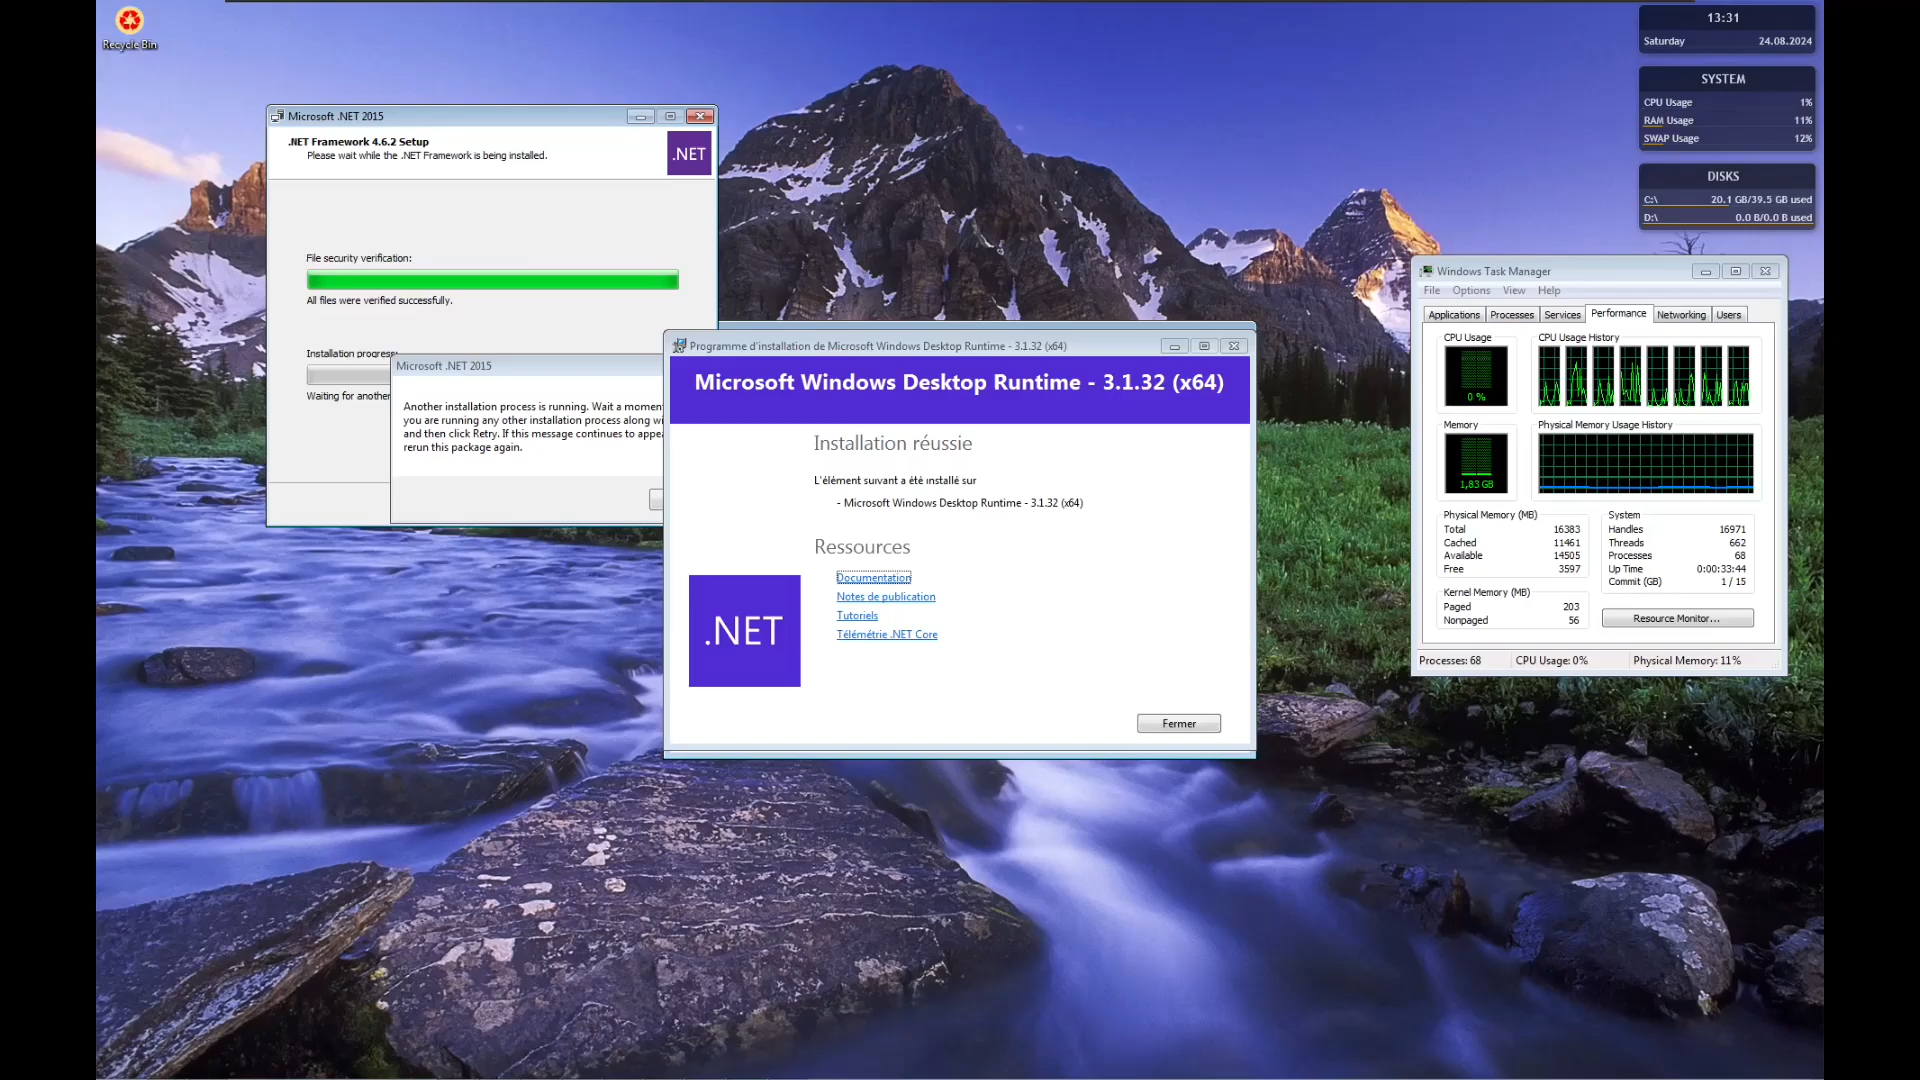 Recycle Bin
13:31
Saturday 24.08.2024
SYSTEM
CPU Usage 1%
RAM Usage 11%
SWAP Usage 12%
DISKS
C:\ 20.1 GB/39.5 GB used
D:\ 0.0 B/0.0 B used
Microsoft .NET 2015
.NET Framework 4.6.2 Setup
Please wait while the .NET Framework is being installed.
.NET
File security verification:
All files were verified successfully.
Installation progress:
Waiting for another
Microsoft .NET 2015
Another installation process is running. Wait a moment
you are running any other installation process along wi
and then click Retry. If this message continues to appea
rerun this package again.
Programme d'installation de Microsoft Windows Desktop Runtime - 3.1.32 (x64)
Microsoft Windows Desktop Runtime - 3.1.32 (x64)
Installation réussie
L'élément suivant a été installé sur
- Microsoft Windows Desktop Runtime - 3.1.32 (x64)
Ressources
Documentation
Notes de publication
Tutoriels
Télémétrie .NET Core
.NET
Fermer
Windows Task Manager
File Options View Help
Applications Processes Services Performance Networking Users
CPU Usage CPU Usage History
0 %
Memory Physical Memory Usage History
1,83 GB
Physical Memory (MB)
Total 16383
Cached 11461
Available 14505
Free 3597
Kernel Memory (MB)
Paged 203
Nonpaged 56
System
Handles 16971
Threads 662
Processes 68
Up Time 0:00:33:44
Commit (GB) 1 / 15
Resource Monitor...
Processes: 68 CPU Usage: 0% Physical Memory: 11%